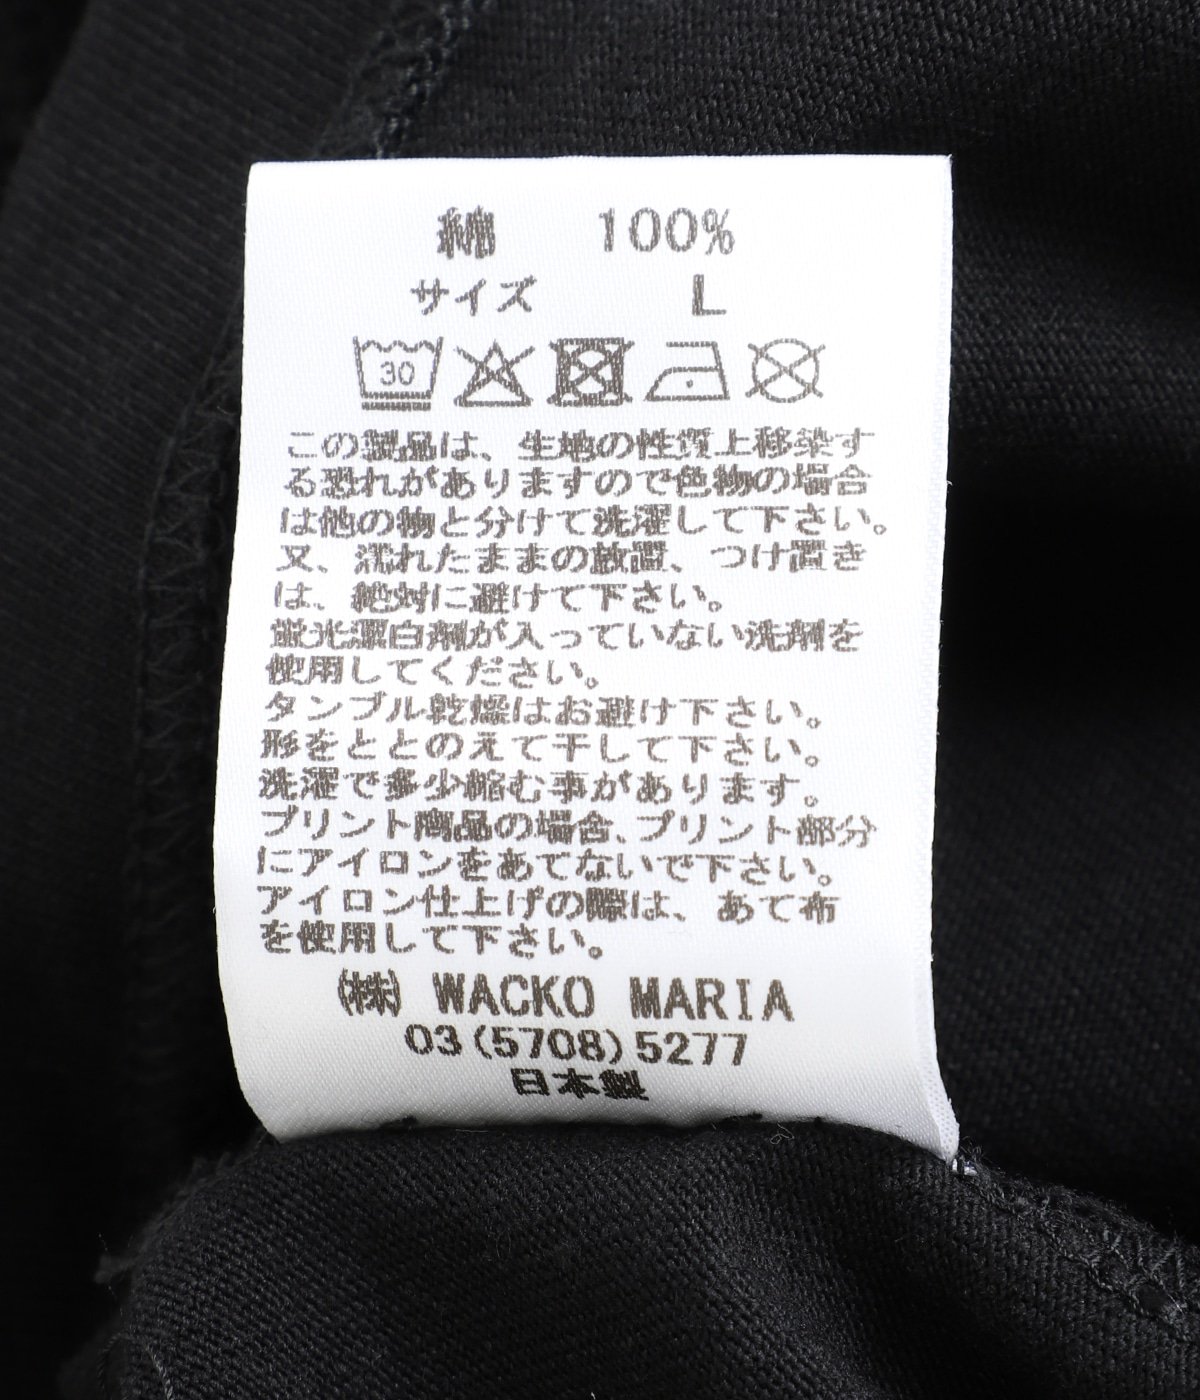 綿 100%
サイズ L
30
この製品は、生地の性質上移染す
る恐れがありますので色物の場合
は他の物と分けて洗濯して下さい。
又、濡れたままの放置、つけ置き
は、絶対に避けて下さい。
蛍光漂白剤が入っていない洗剤を
使用してください。
タンブル乾燥はお避け下さい。
形をととのえて干して下さい。
洗濯で多少縮む事があります。
プリント商品の場合、プリント部分
にアイロンをあてないで下さい。
アイロン仕上げの際は、あて布
を使用して下さい。
㈱ WACKO MARIA
03(5708)5277
日本製